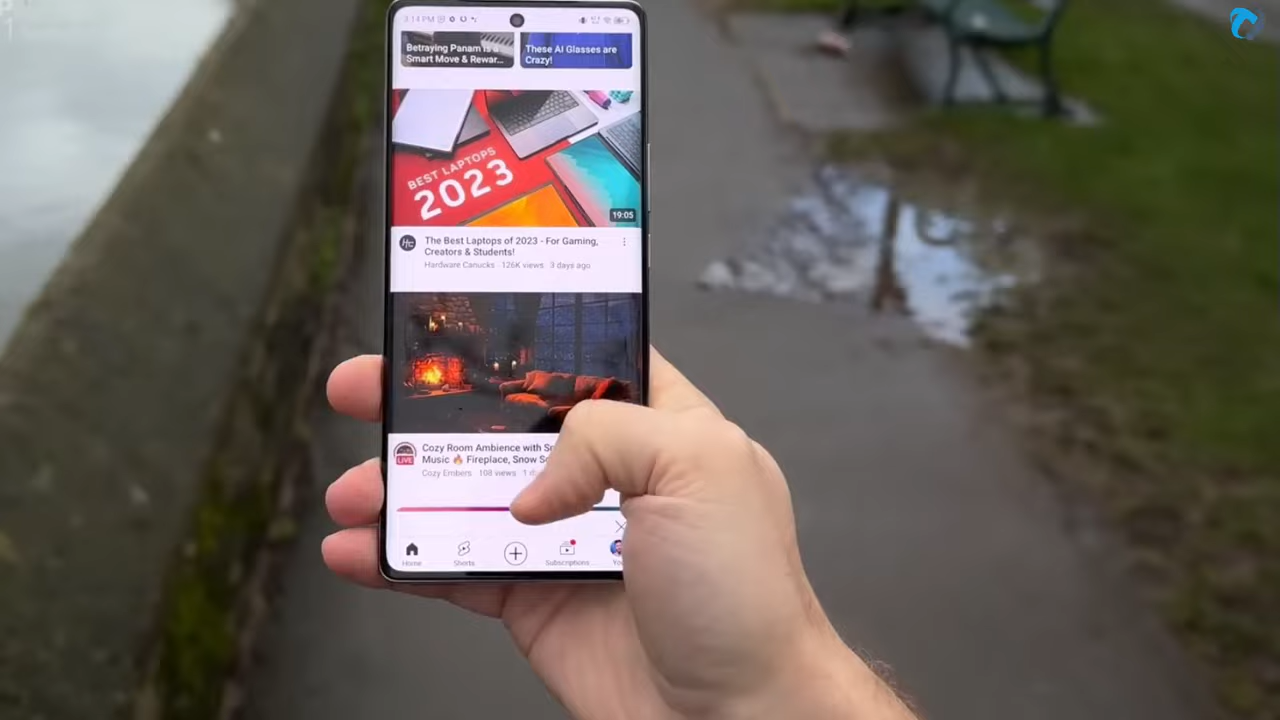 3:14 PM
Betraying Panam is a
Smart Move & Rewar...
These AI Glasses are
Crazy!
BEST LAPTOPS
2023
19:05
The Best Laptops of 2023 - For Gaming,
Creators & Students!
Hardware Canucks · 126K views · 3 days ago
LIVE
Cozy Room Ambience with
Music 🔥 Fireplace, Snow
Cozy Embers · 108 views · 1
Home
Shorts
Subscriptions